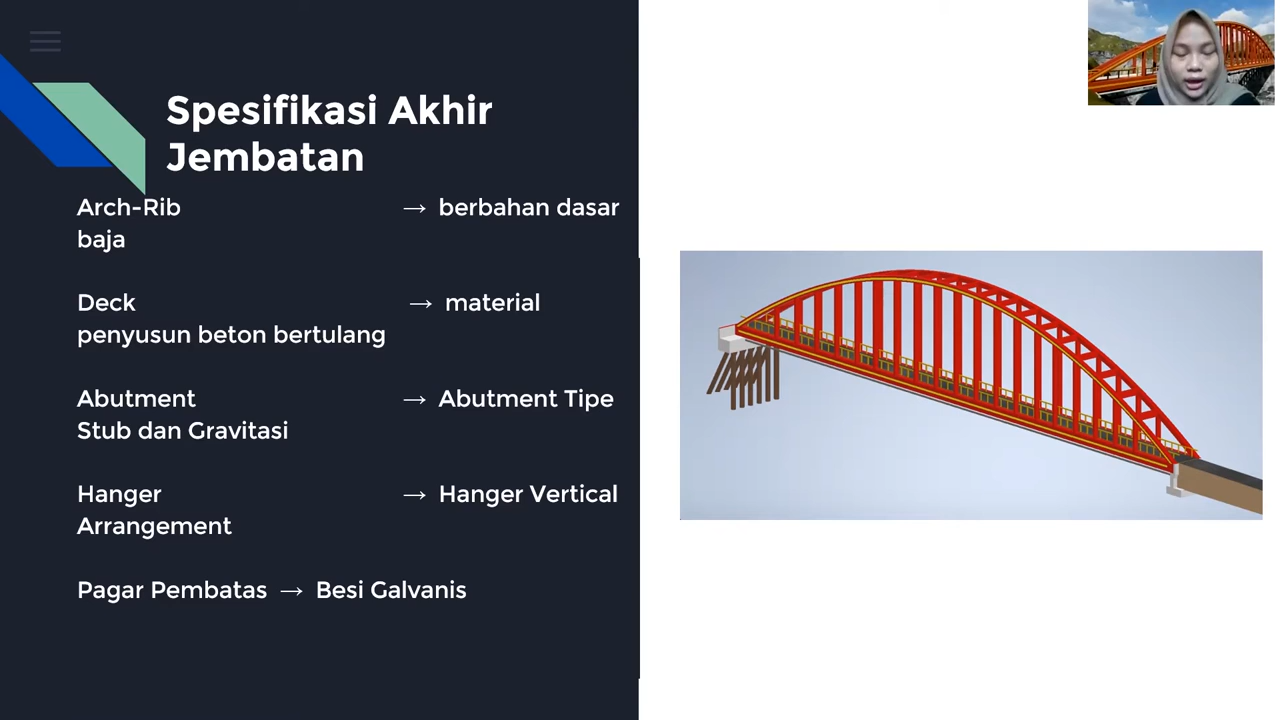 Spesifikasi Akhir
Jembatan
Arch-Rib → berbahan dasar
baja
Deck → material
penyusun beton bertulang
Abutment → Abutment Tipe
Stub dan Gravitasi
Hanger → Hanger Vertical
Arrangement
Pagar Pembatas → Besi Galvanis